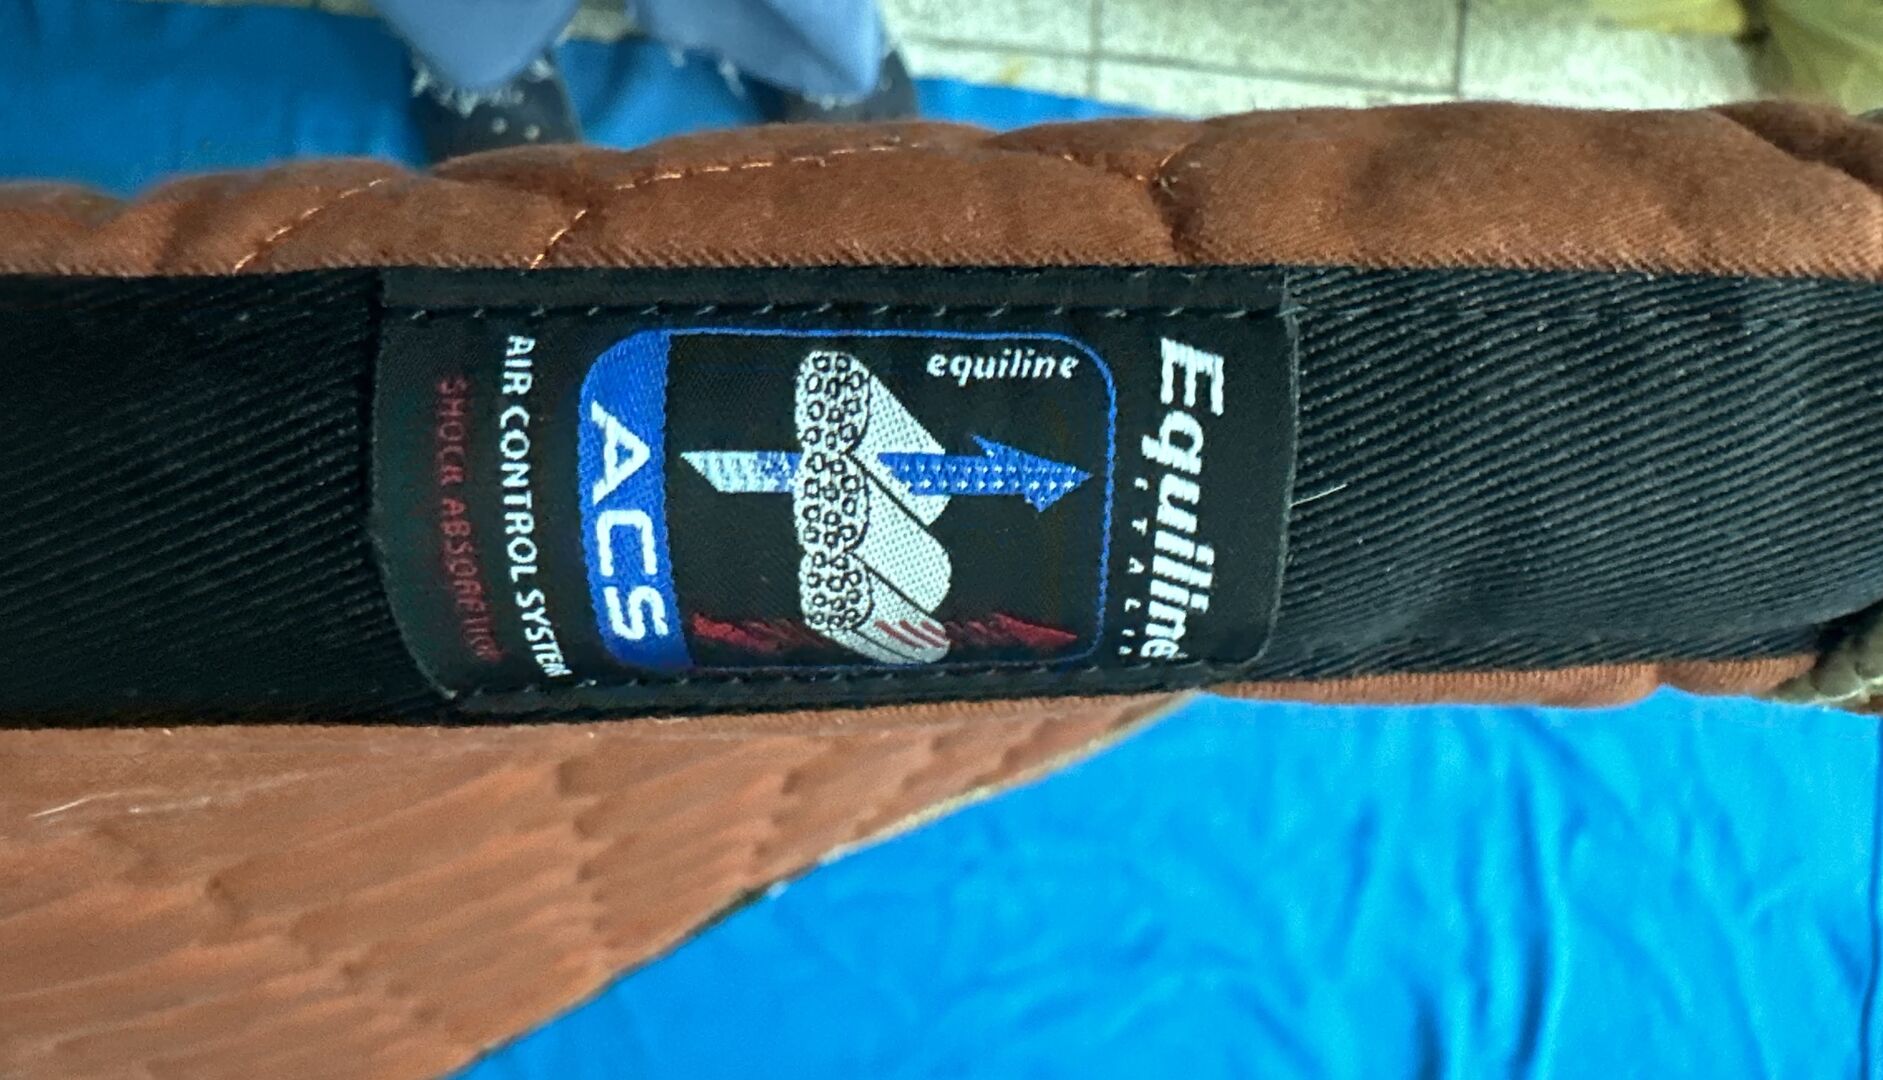 Equiline
ITALIA
equiline
ACS
AIR CONTROL SYSTEM
SHOCK ABSORBING